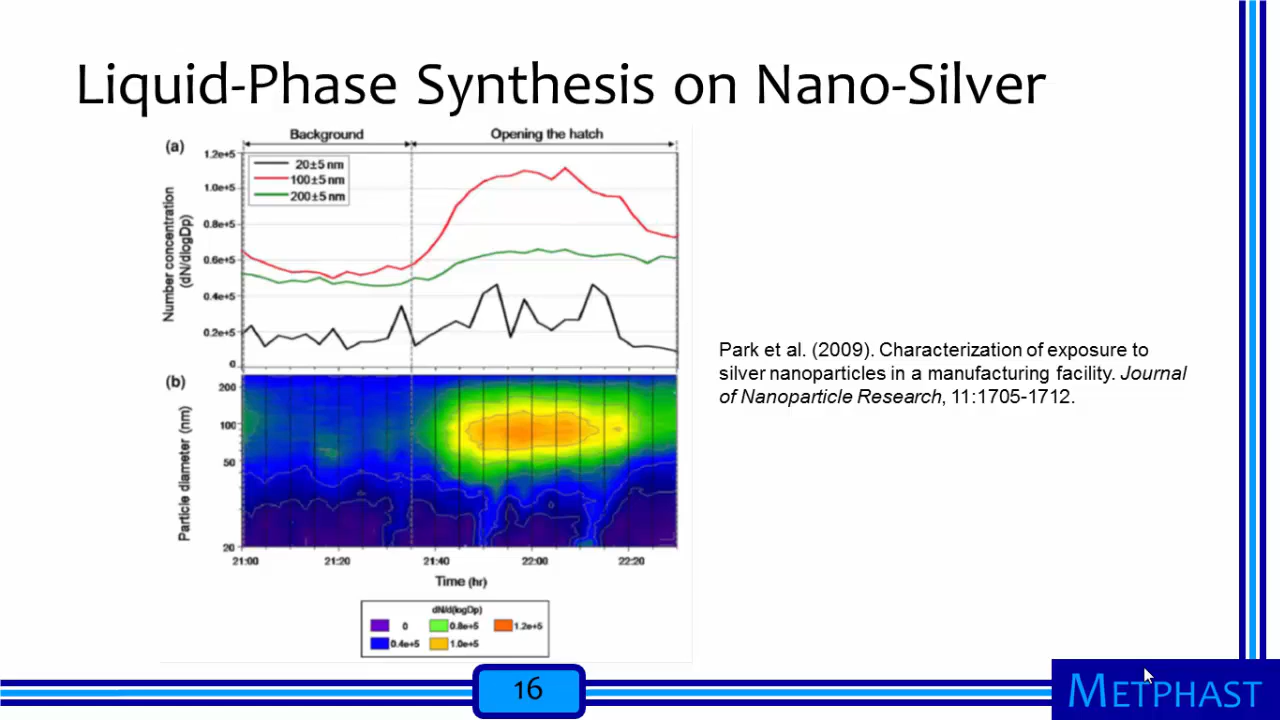 Liquid-Phase Synthesis on Nano-Silver
Background
Opening the hatch
(a)
1.2e+5
1.0e+5
0.8e+5
0.6e+5
0.4e+5
0.2e+5
0
Number concentration
(dN/dlogDp)
20±5 nm
100±5 nm
200±5 nm
(b)
200
100
50
20
Particle diameter (nm)
21:00
21:20
21:40
22:00
22:20
Time (hr)
dN/d(logDp)
0
0.8e+5
1.2e+5
0.4e+5
1.0e+5
Park et al. (2009). Characterization of exposure to
silver nanoparticles in a manufacturing facility. Journal
of Nanoparticle Research, 11:1705-1712.
16
METPHAST